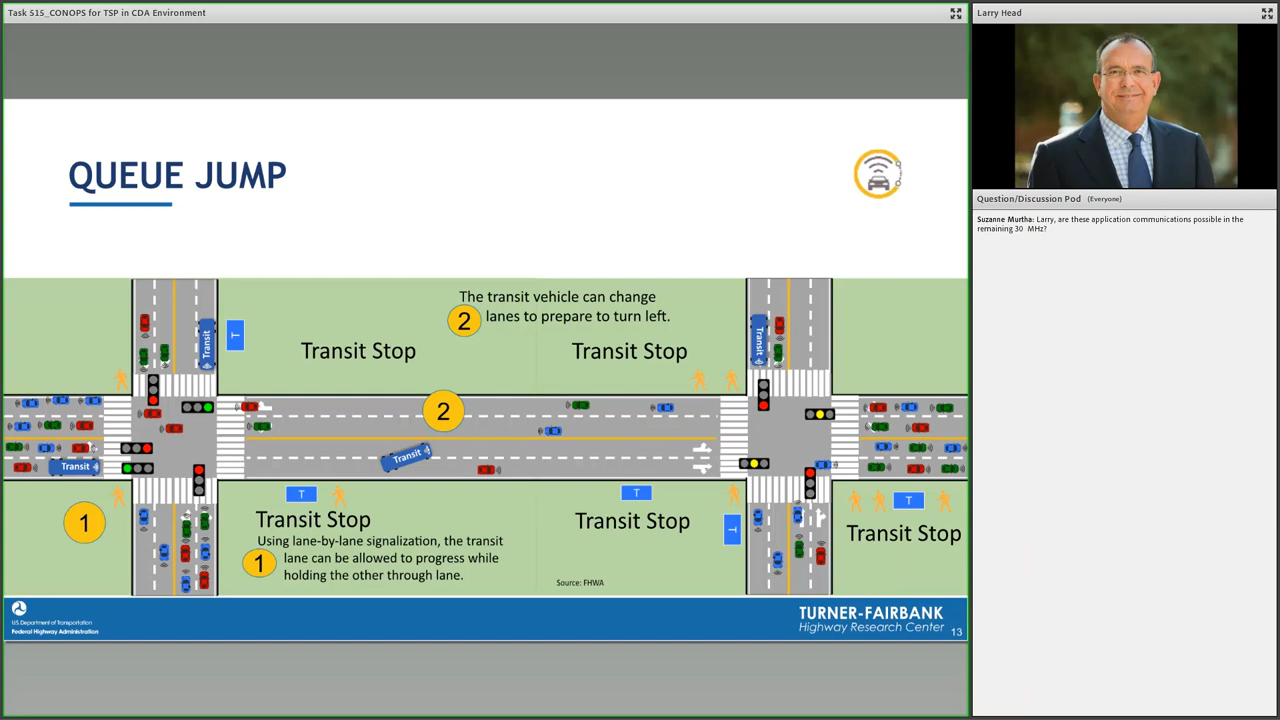 Task 515_CONOPS for TSP in CDA Environment
Larry Head
QUEUE JUMP
Question/Discussion Pod (Everyone)
Suzanne Murtha: Larry, are these application communications possible in the
remaining 30 MHz?
The transit vehicle can change
2 lanes to prepare to turn left.
Transit
T
Transit Stop
Transit Stop
Transit
2
Transit
Transit
T
T
T
T
1
Transit Stop
Transit Stop
Transit Stop
Using lane-by-lane signalization, the transit
1 lane can be allowed to progress while
holding the other through lane.
Source: FHWA
U.S. Department of Transportation
Federal Highway Administration
TURNER-FAIRBANK
Highway Research Center
13